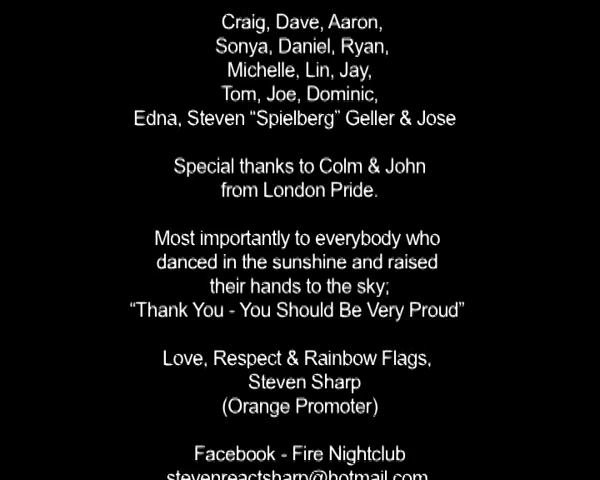 Craig, Dave, Aaron,
Sonya, Daniel, Ryan,
Michelle, Lin, Jay,
Tom, Joe, Dominic,
Edna, Steven “Spielberg” Geller & Jose
Special thanks to Colm & John
from London Pride.
Most importantly to everybody who
danced in the sunshine and raised
their hands to the sky;
“Thank You - You Should Be Very Proud”
Love, Respect & Rainbow Flags,
Steven Sharp
(Orange Promoter)
Facebook - Fire Nightclub
stevenreactsharp@hotmail.com